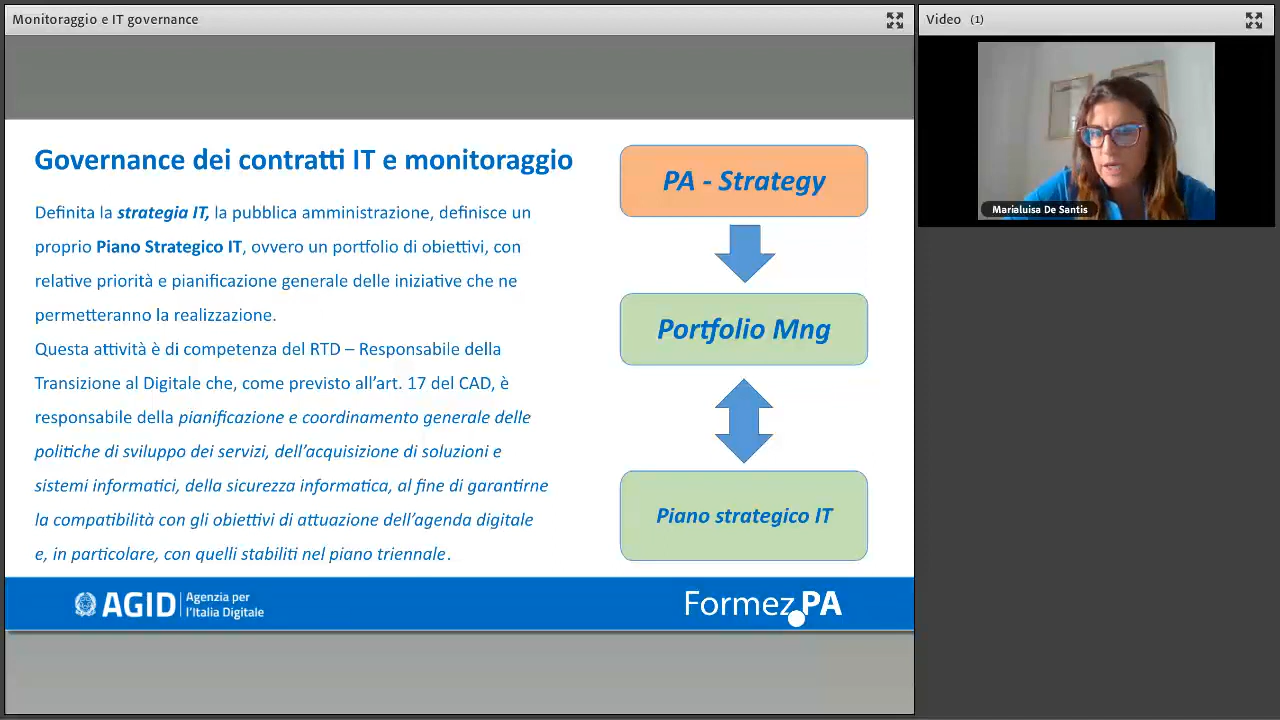 Monitoraggio e IT governance
Video (1)
Marialuisa De Santis
Governance dei contratti IT e monitoraggio
Definita la strategia IT, la pubblica amministrazione, definisce un
proprio Piano Strategico IT, ovvero un portfolio di obiettivi, con
relative priorità e pianificazione generale delle iniziative che ne
permetteranno la realizzazione.
Questa attività è di competenza del RTD – Responsabile della
Transizione al Digitale che, come previsto all'art. 17 del CAD, è
responsabile della pianificazione e coordinamento generale delle
politiche di sviluppo dei servizi, dell'acquisizione di soluzioni e
sistemi informatici, della sicurezza informatica, al fine di garantirne
la compatibilità con gli obiettivi di attuazione dell'agenda digitale
e, in particolare, con quelli stabiliti nel piano triennale.
PA - Strategy
Portfolio Mng
Piano strategico IT
AGID
Agenzia per
l'Italia Digitale
Formez PA